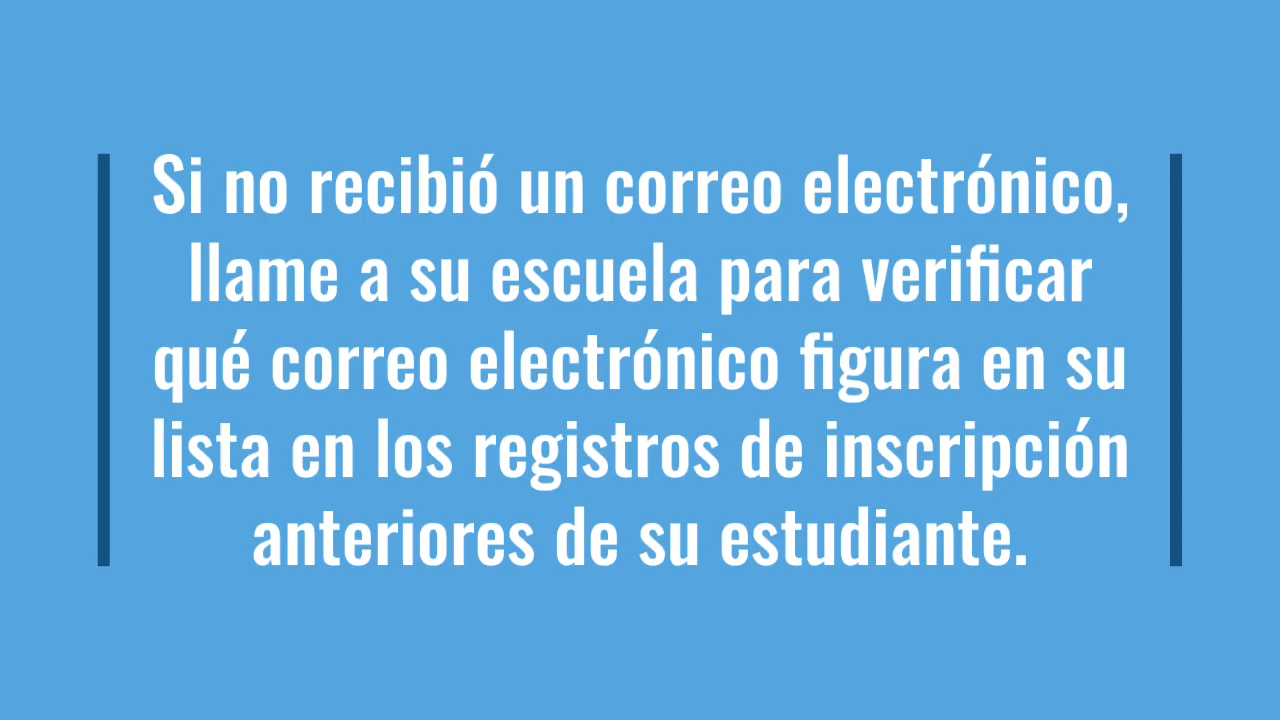 Si no recibió un correo electrónico,
llame a su escuela para verificar
qué correo electrónico figura en su
lista en los registros de inscripción
anteriores de su estudiante.